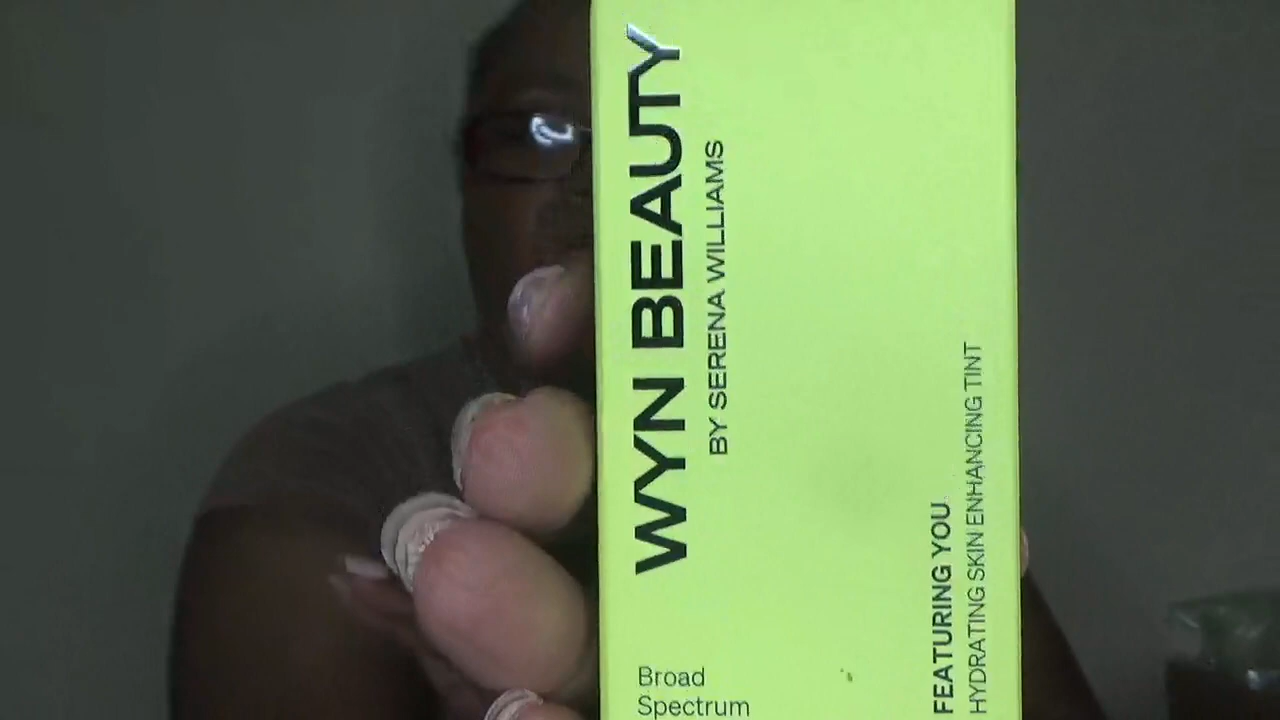 WYN BEAUTY
BY SERENA WILLIAMS
FEATURING YOU
HYDRATING SKIN ENHANCING TINT
Broad
Spectrum